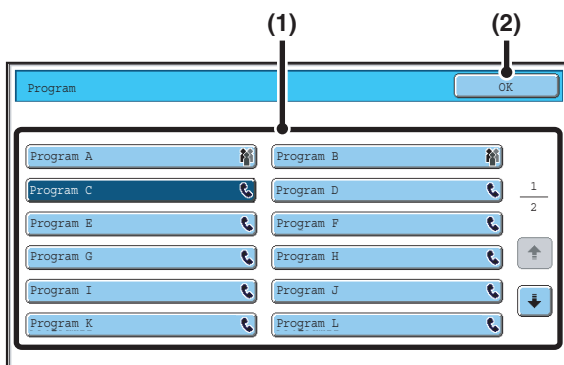 (1) (2)
Program OK
Program A Program B
Program C Program D 1
Program E Program F 2
Program G Program H
Program I Program J
Program K Program L